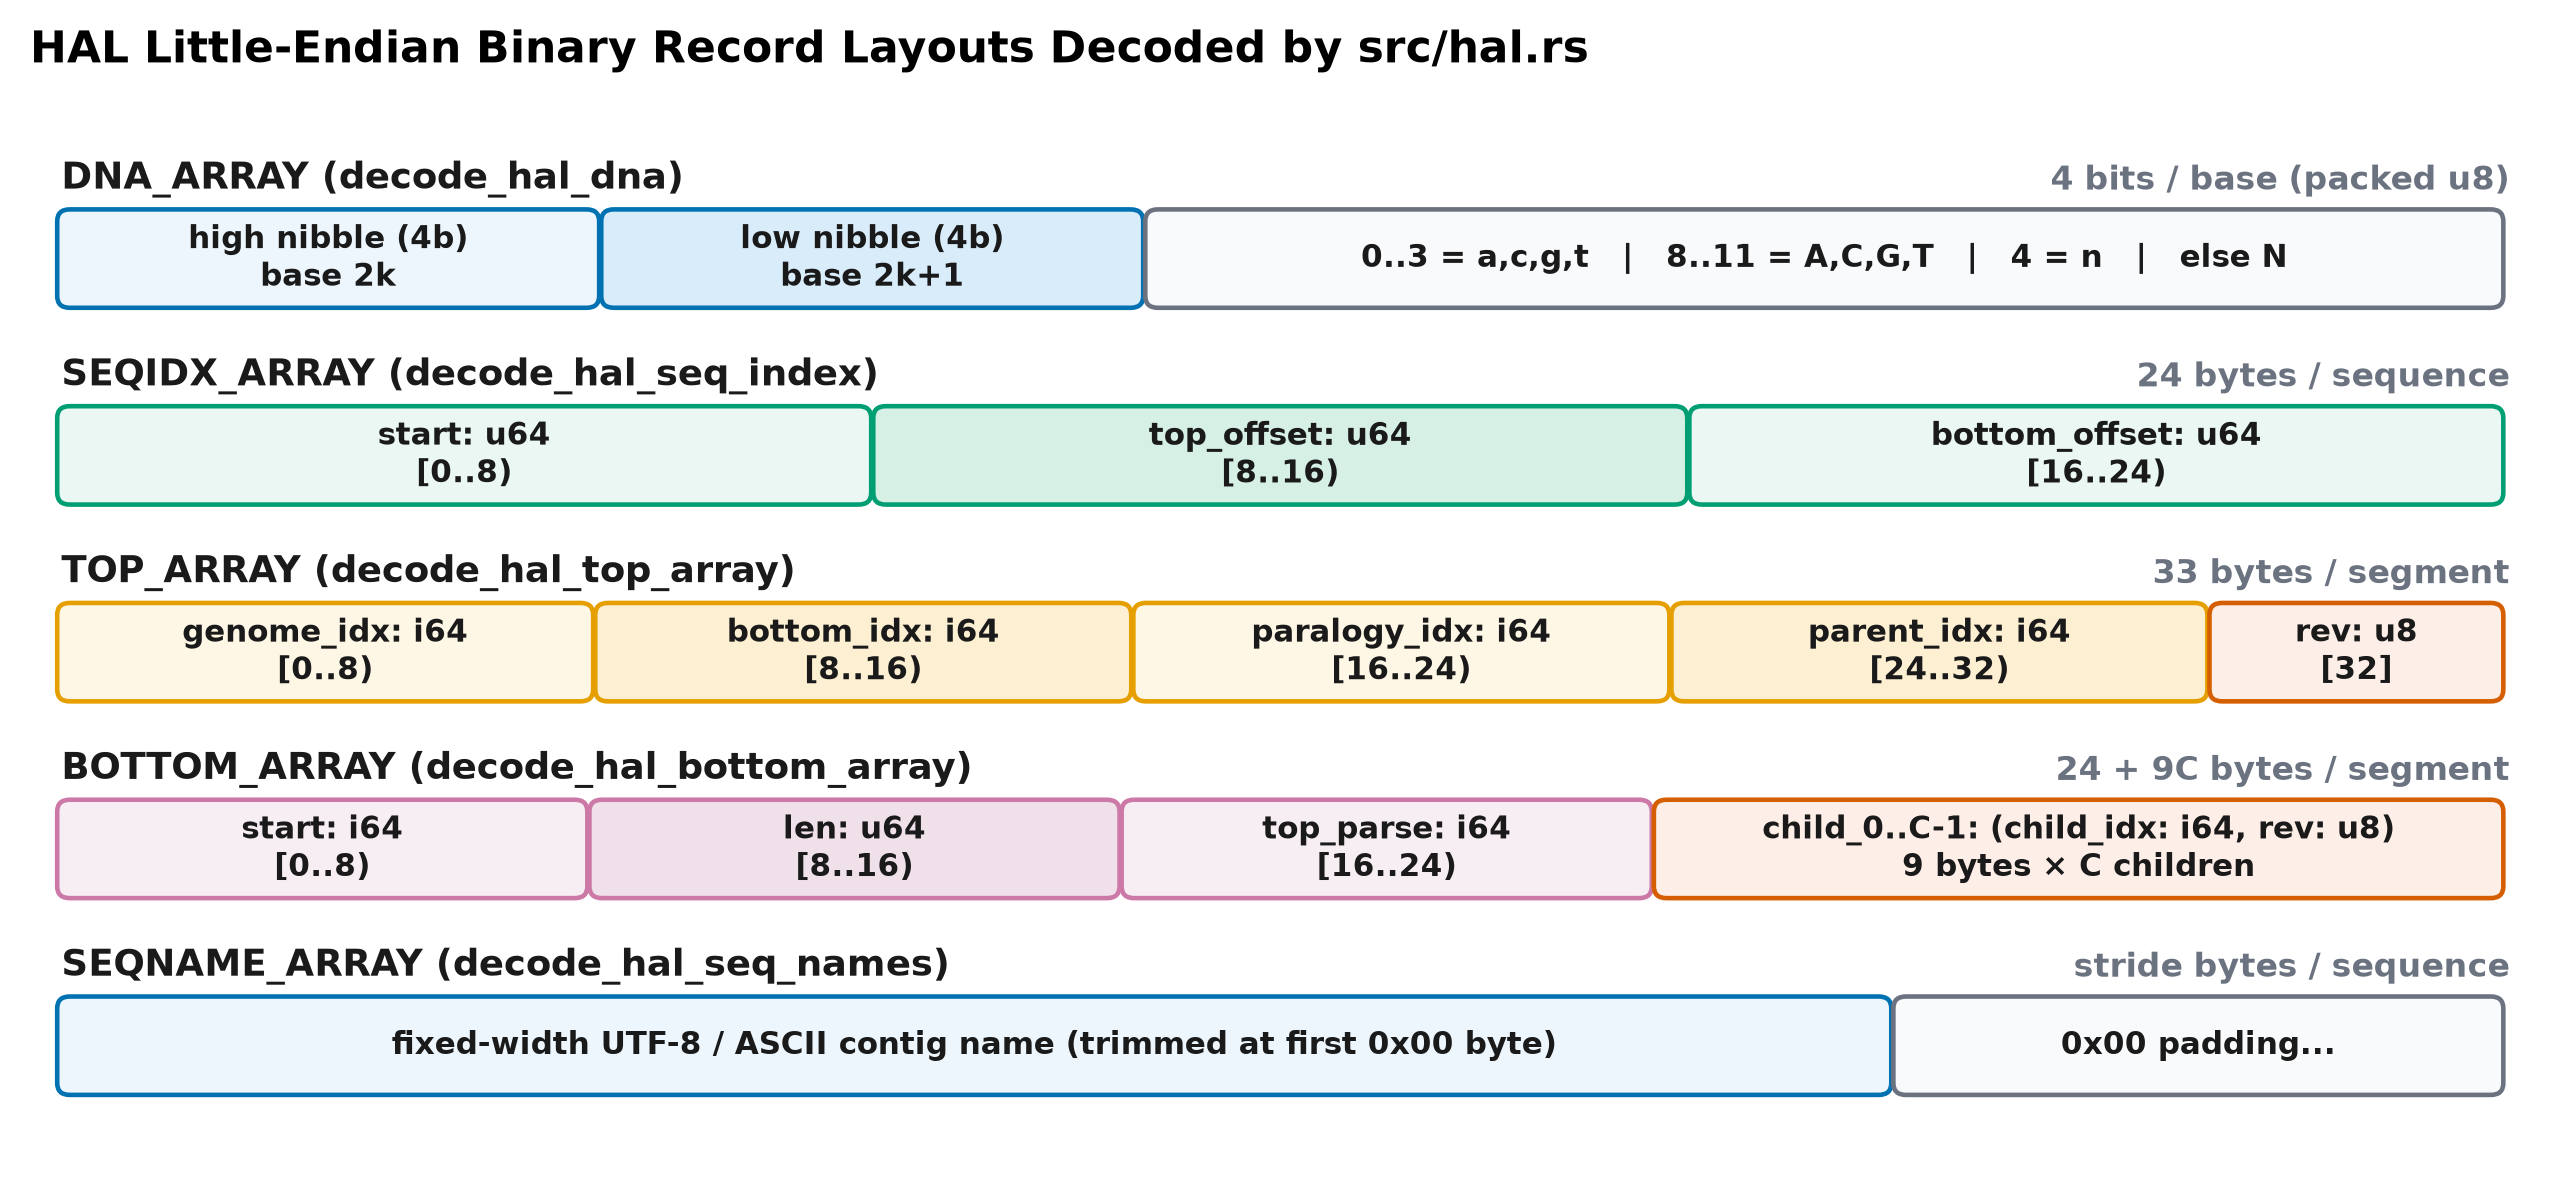 HAL Little-Endian Binary Record Layouts Decoded by src/hal.rs
DNA_ARRAY (decode_hal_dna)
4 bits / base (packed u8)
high nibble (4b)
base 2k
low nibble (4b)
base 2k+1
0..3 = a,c,g,t | 8..11 = A,C,G,T | 4 = n | else N
SEQIDX_ARRAY (decode_hal_seq_index)
24 bytes / sequence
start: u64
[0..8)
top_offset: u64
[8..16)
bottom_offset: u64
[16..24)
TOP_ARRAY (decode_hal_top_array)
33 bytes / segment
genome_idx: i64
[0..8)
bottom_idx: i64
[8..16)
paralogy_idx: i64
[16..24)
parent_idx: i64
[24..32)
rev: u8
[32]
BOTTOM_ARRAY (decode_hal_bottom_array)
24 + 9C bytes / segment
start: i64
[0..8)
len: u64
[8..16)
top_parse: i64
[16..24)
child_0..C-1: (child_idx: i64, rev: u8)
9 bytes × C children
SEQNAME_ARRAY (decode_hal_seq_names)
stride bytes / sequence
fixed-width UTF-8 / ASCII contig name (trimmed at first 0x00 byte)
0x00 padding...